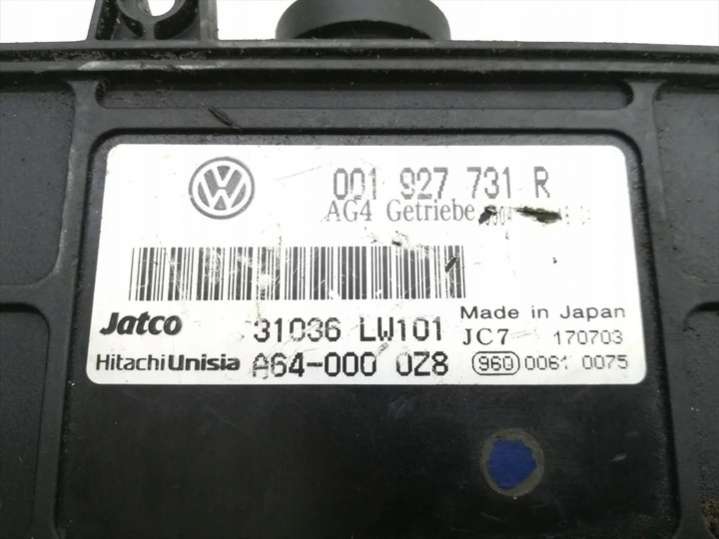 001 927 731 R
AG4 Getriebe
Jatco 31036 LW101
HitachiUnisia A64-000 0Z8
Made in Japan
JC7 170703
960 0061 0075